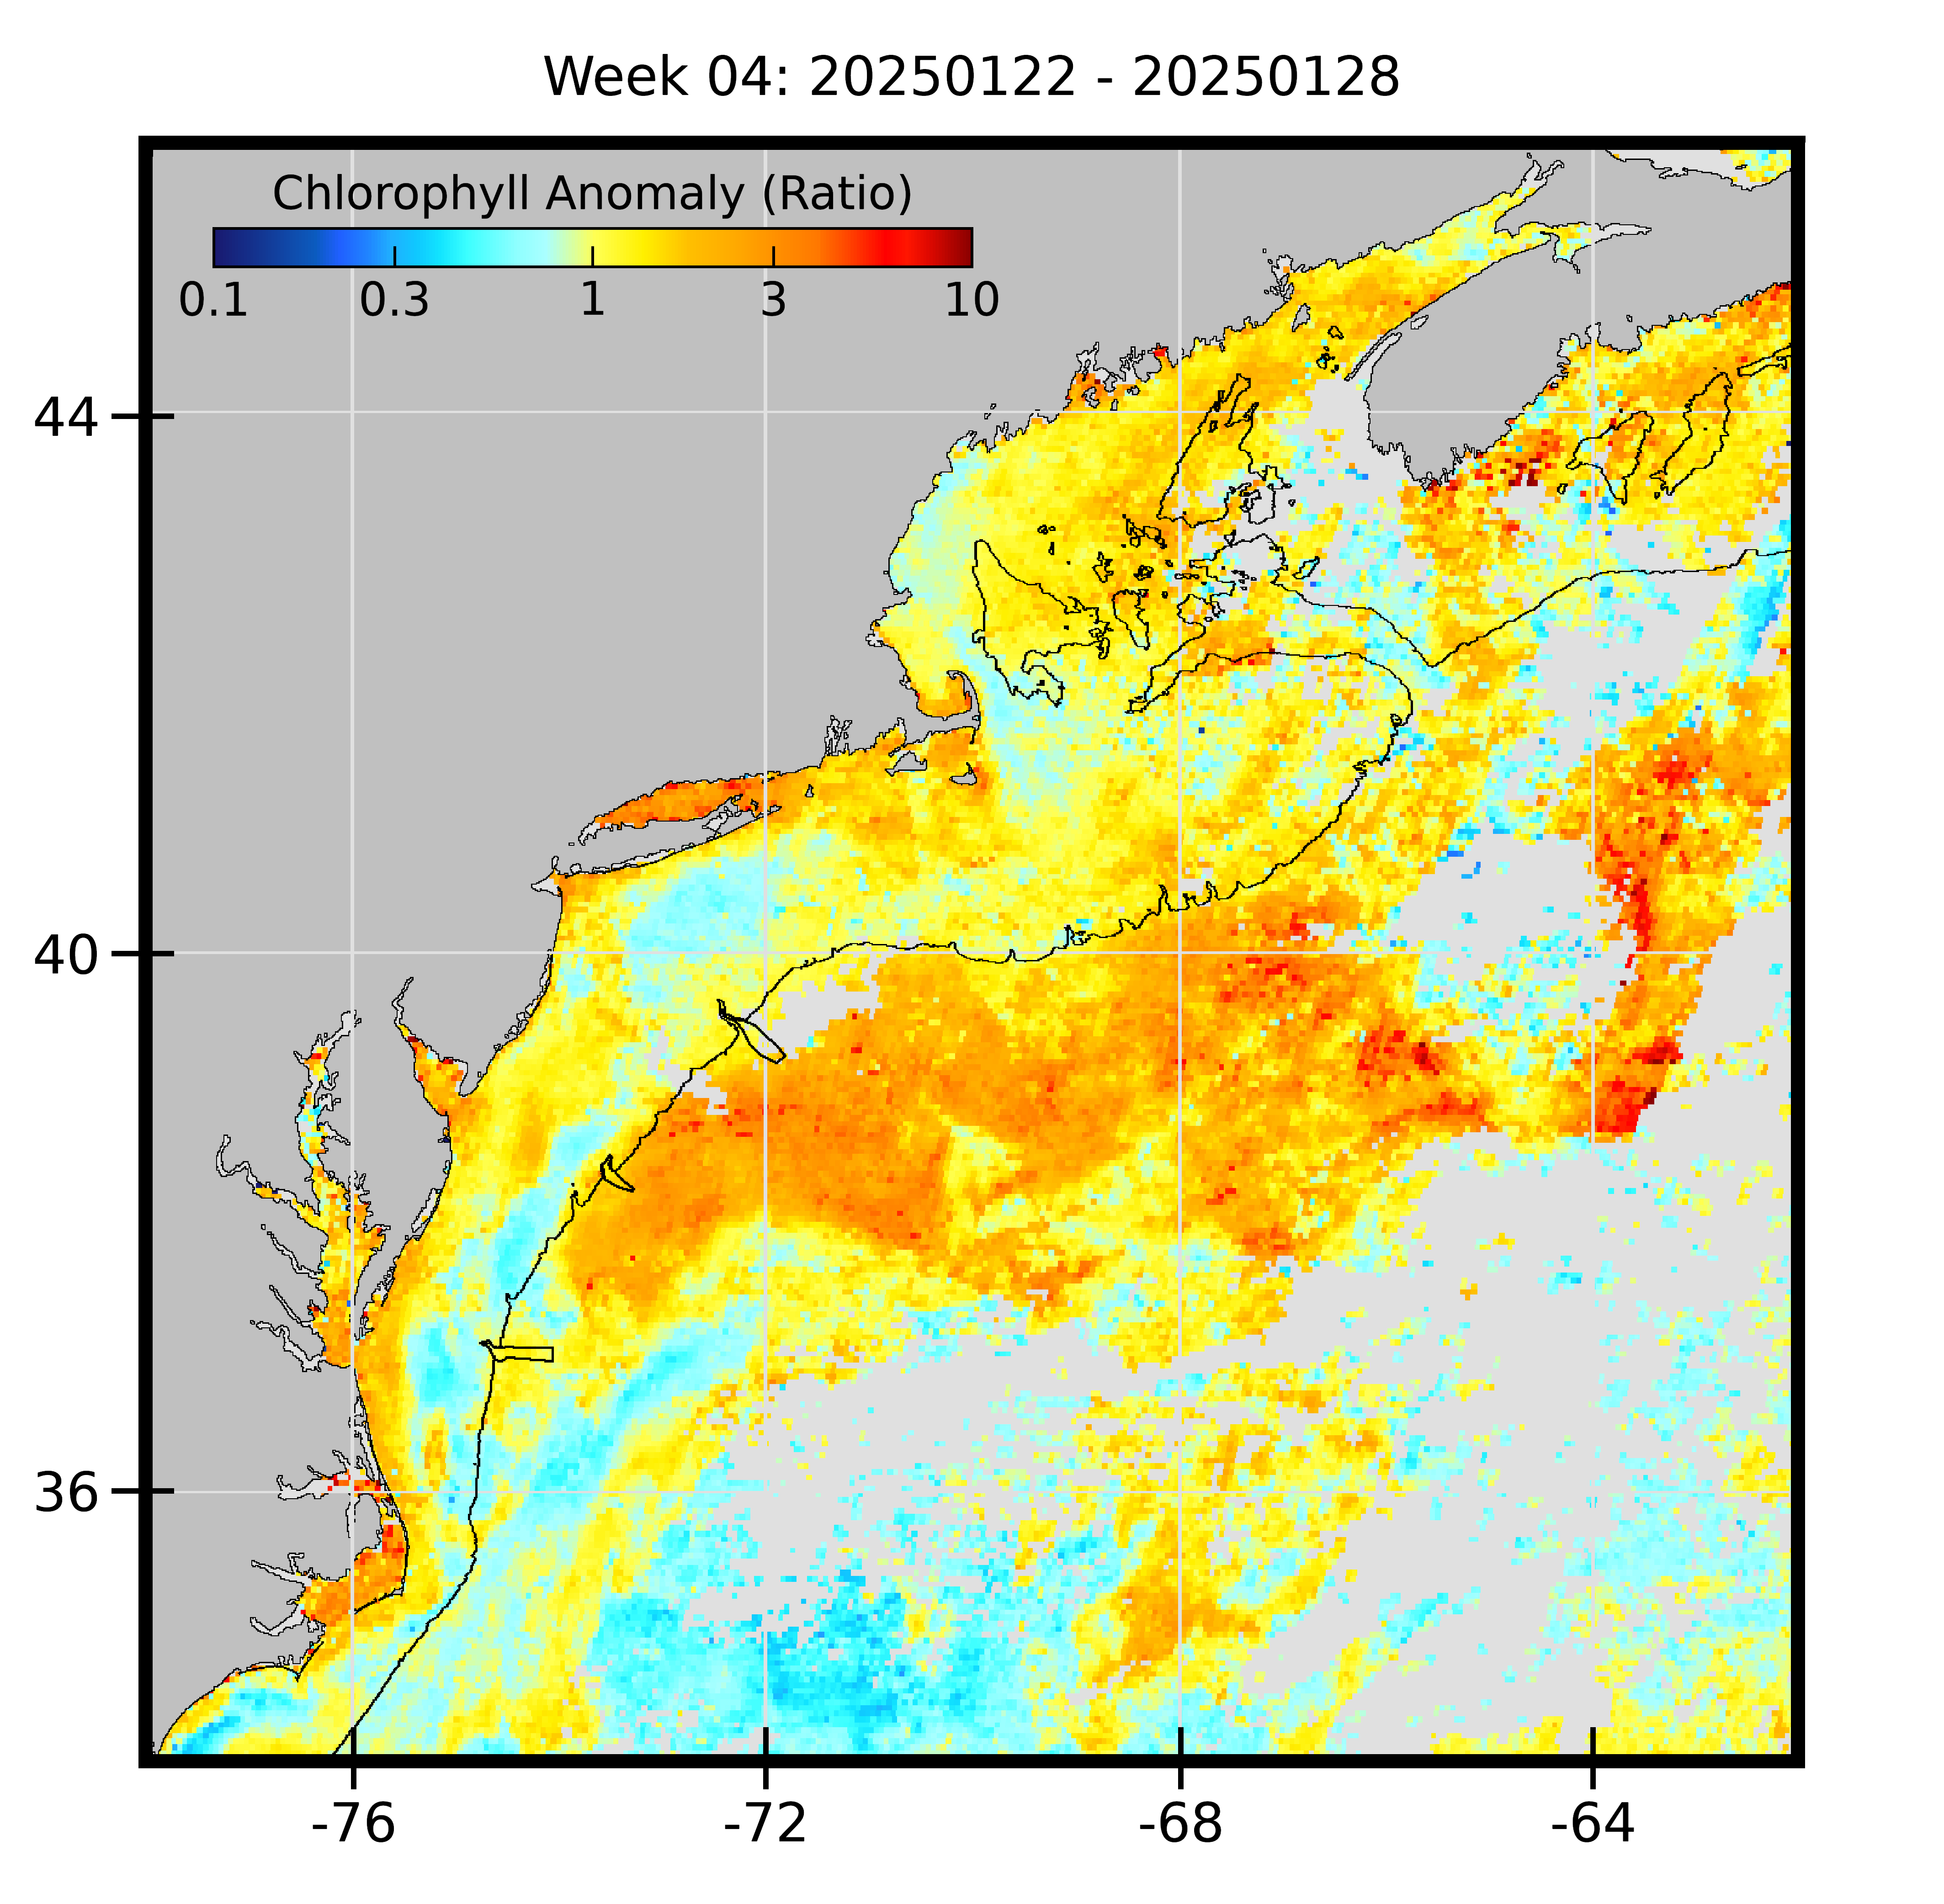 Week 04: 20250122 - 20250128
Chlorophyll Anomaly (Ratio)
0.1 0.3 1 3 10
44
40
36
-76 -72 -68 -64